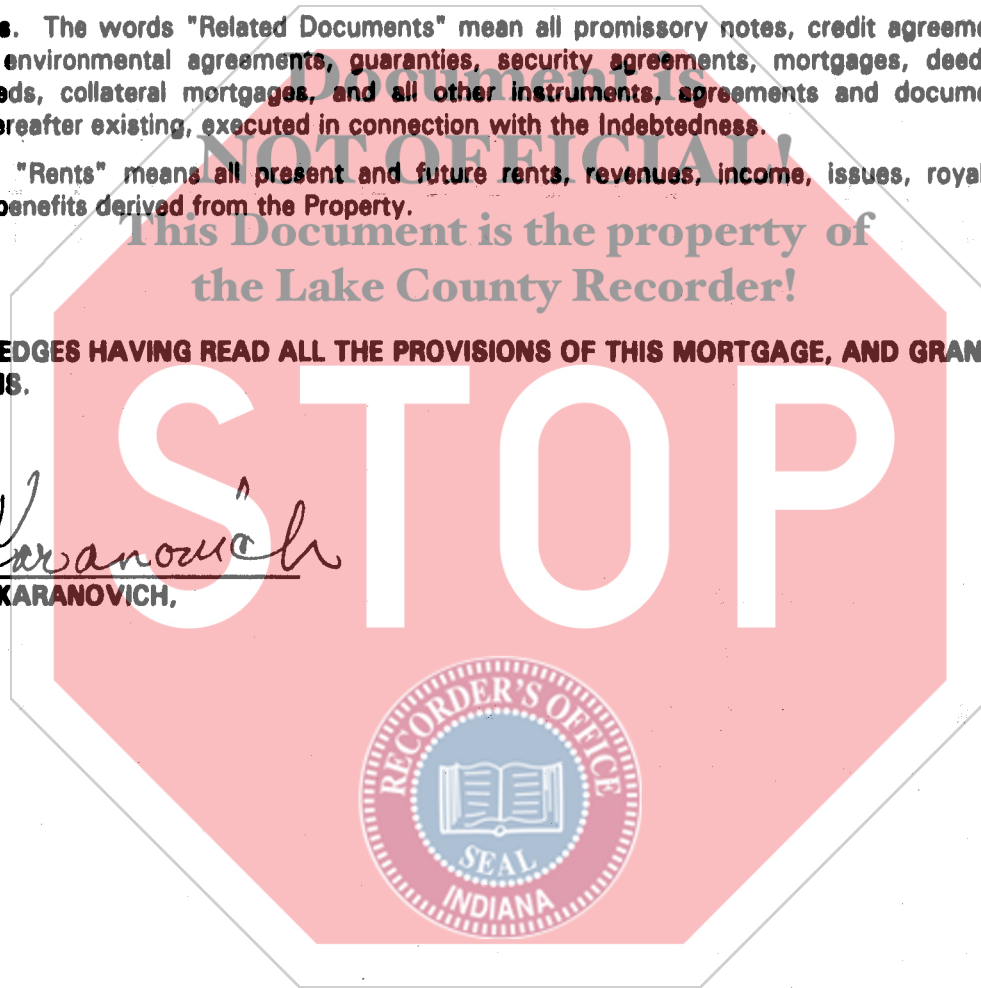 s. The words "Related Documents" mean all promissory notes, credit agreeme
environmental agreements, guaranties, security agreements, mortgages, deed
eds, collateral mortgages, and all other instruments, agreements and docume
ereafter existing, executed in connection with the Indebtedness.
"Rents" means all present and future rents, revenues, income, issues, royal
benefits derived from the Property.
Document is
NOT OFFICIAL!
This Document is the property of
the Lake County Recorder!
EDGES HAVING READ ALL THE PROVISIONS OF THIS MORTGAGE, AND GRAN
MS.
STOP
Karanovich
KARANOVICH,
RECORDER'S OFFICE
SEAL
INDIANA